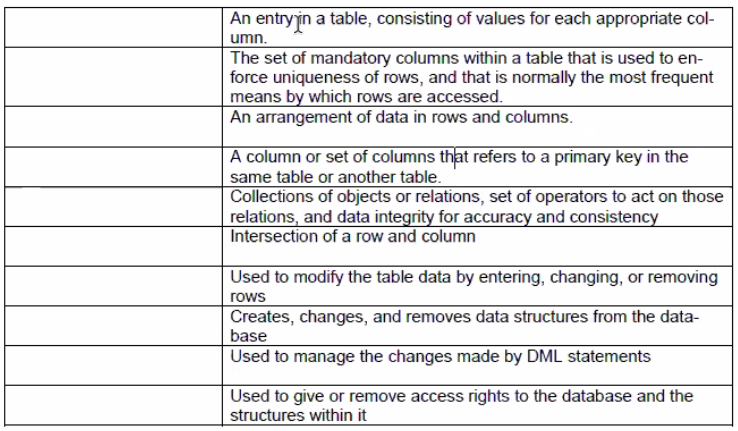 An entry in a table, consisting of values for each appropriate col-
umn.
The set of mandatory columns within a table that is used to en-
force uniqueness of rows, and that is normally the most frequent
means by which rows are accessed.
An arrangement of data in rows and columns.
A column or set of columns that refers to a primary key in the
same table or another table.
Collections of objects or relations, set of operators to act on those
relations, and data integrity for accuracy and consistency
Intersection of a row and column
Used to modify the table data by entering, changing, or removing
rows
Creates, changes, and removes data structures from the data-
base
Used to manage the changes made by DML statements
Used to give or remove access rights to the database and the
structures within it